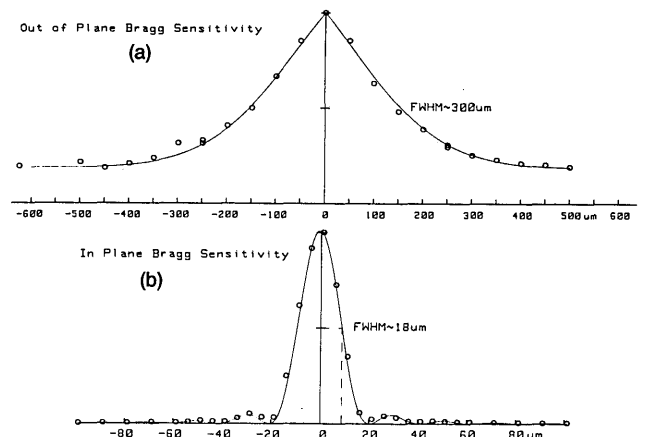 Out of Plane Bragg Sensitivity
(a)
FWHM~300um
-600 -500 -400 -300 -200 -100 0 100 200 300 400 500um 600
In Plane Bragg Sensitivity
(b)
FWHM~18um
-80 -60 -40 -20 0 20 40 60 80um